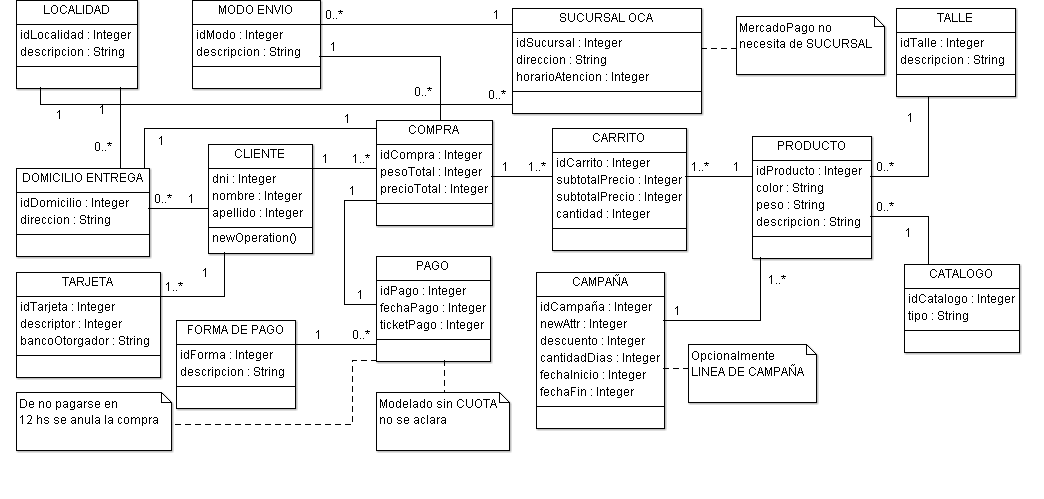 LOCALIDAD
idLocalidad : Integer
descripcion : String
MODO ENVIO
idModo : Integer
descripcion : String
0..*
1
1
0..*
SUCURSAL OCA
idSucursal : Integer
direccion : String
horarioAtencion : Integer
MercadoPago no
necesita de SUCURSAL
TALLE
idTalle : Integer
descripcion : String
1
1
0..*
0..*
1
1
1
COMPRA
idCompra : Integer
pesoTotal : Integer
precioTotal : Integer
CARRITO
idCarrito : Integer
subtotalPrecio : Integer
subtotalPrecio : Integer
cantidad : Integer
PRODUCTO
idProducto : Integer
color : String
peso : String
descripcion : String
CLIENTE
dni : Integer
nombre : Integer
apellido : Integer
newOperation()
DOMICILIO ENTREGA
idDomicilio : Integer
direccion : String
0..*
1
1
1..*
1
1..*
1..*
1
0..*
0..*
1
1
1
1
1..*
1..*
TARJETA
idTarjeta : Integer
descriptor : Integer
bancoOtorgador : String
PAGO
idPago : Integer
fechaPago : Integer
ticketPago : Integer
CAMPAÑA
idCampaña : Integer
newAttr : Integer
descuento : Integer
cantidadDias : Integer
fechaInicio : Integer
fechaFin : Integer
CATALOGO
idCatalogo : Integer
tipo : String
1
FORMA DE PAGO
idForma : Integer
descripcion : String
1
0..*
Opcionalmente
LINEA DE CAMPAÑA
De no pagarse en
12 hs se anula la compra
Modelado sin CUOTA
no se aclara